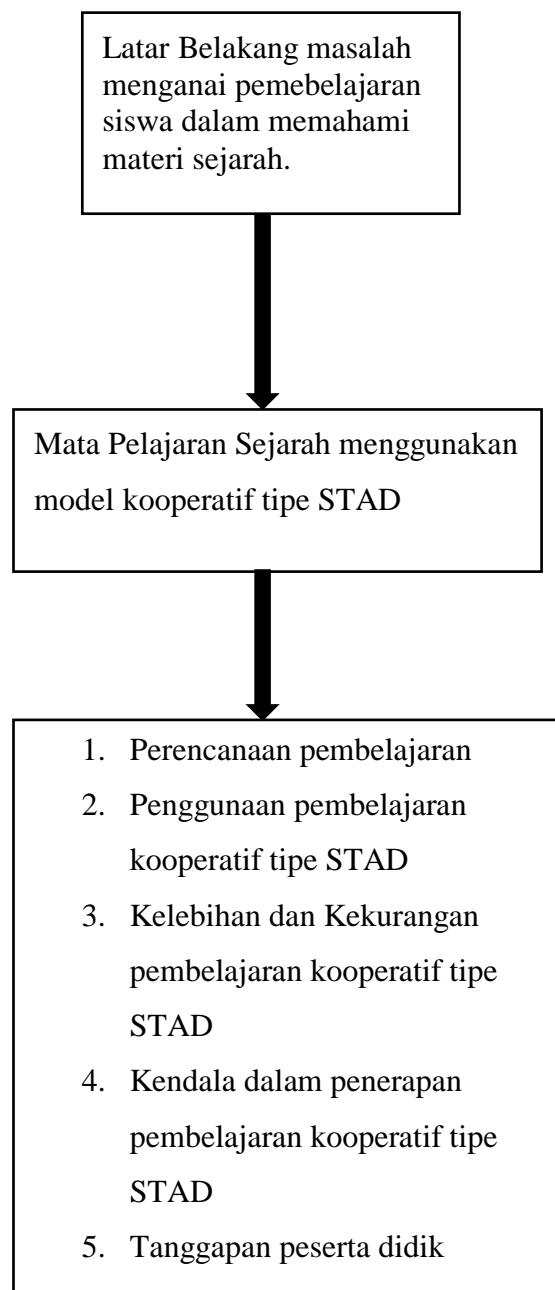 Latar Belakang masalah
menganai pemebelajaran
siswa dalam memahami
materi sejarah.
Mata Pelajaran Sejarah menggunakan
model kooperatif tipe STAD
1. Perencanaan pembelajaran
2. Penggunaan pembelajaran
kooperatif tipe STAD
3. Kelebihan dan Kekurangan
pembelajaran kooperatif tipe
STAD
4. Kendala dalam penerapan
pembelajaran kooperatif tipe
STAD
5. Tanggapan peserta didik